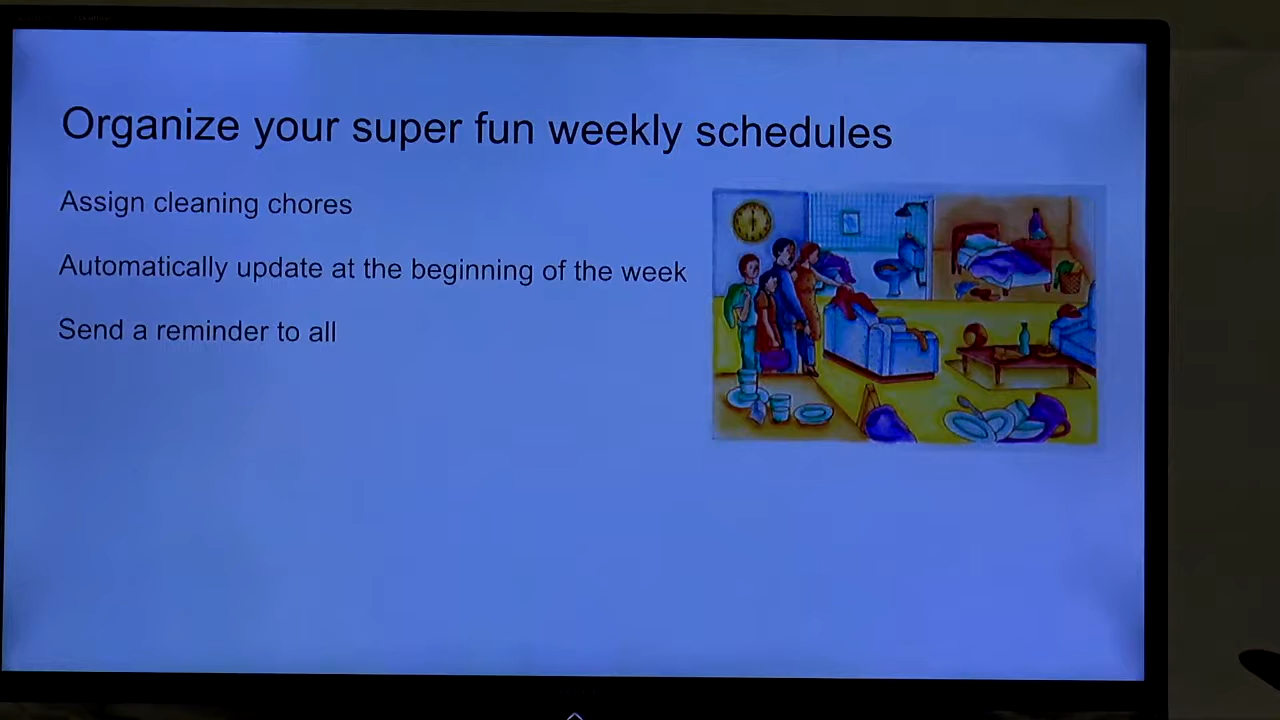 Organize your super fun weekly schedules
Assign cleaning chores
Automatically update at the beginning of the week
Send a reminder to all